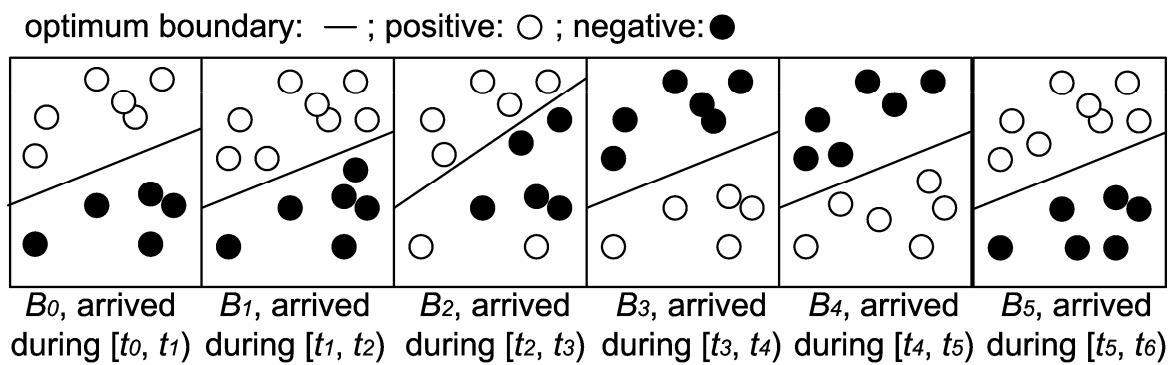 optimum boundary: — ; positive: ○ ; negative: ●
B0, arrived during [t0, t1)
B1, arrived during [t1, t2)
B2, arrived during [t2, t3)
B3, arrived during [t3, t4)
B4, arrived during [t4, t5)
B5, arrived during [t5, t6)